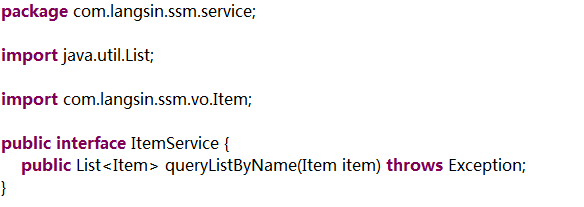 package com.langsin.ssm.service;
import java.util.List;
import com.langsin.ssm.vo.Item;
public interface ItemService {
public List<Item> queryListByName(Item item) throws Exception;
}